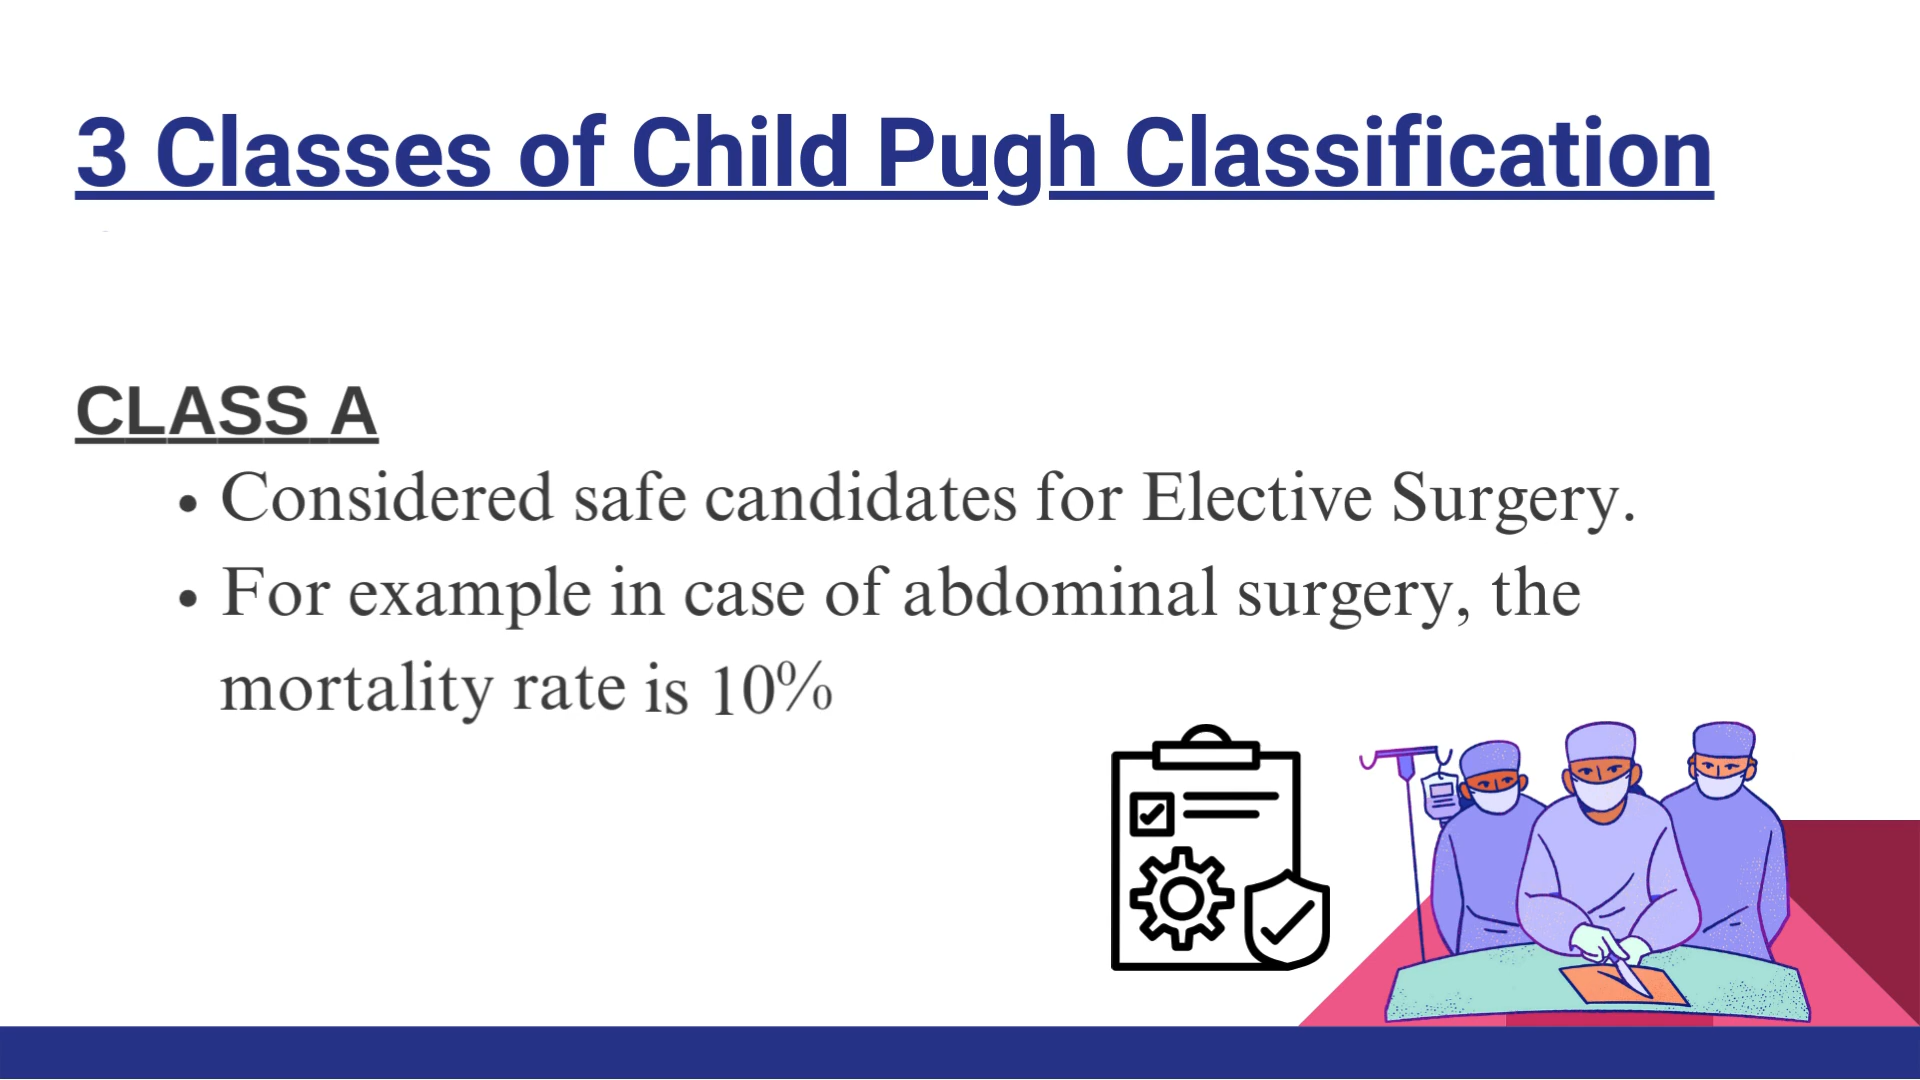 3 Classes of Child Pugh Classification
CLASS A
• Considered safe candidates for Elective Surgery.
• For example in case of abdominal surgery, the
mortality rate is 10%